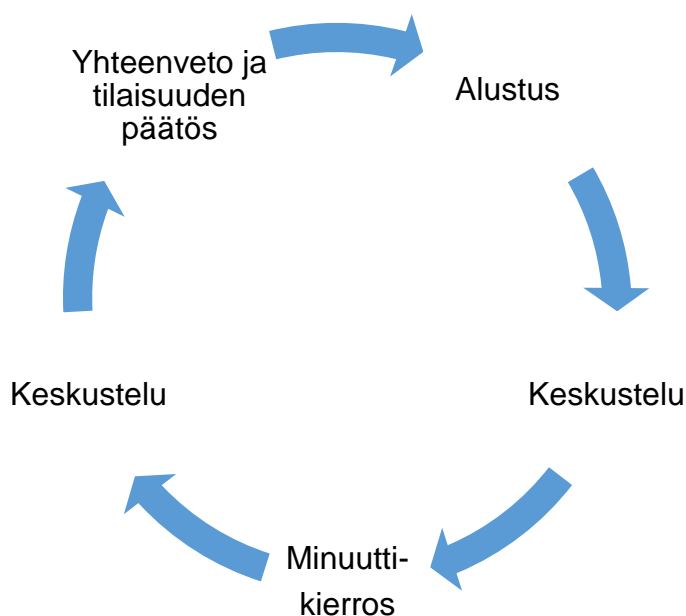 Yhteenveto ja
tilaisuuden
päätös
Alustus
Keskustelu
Keskustelu
Minuutti-
kierros